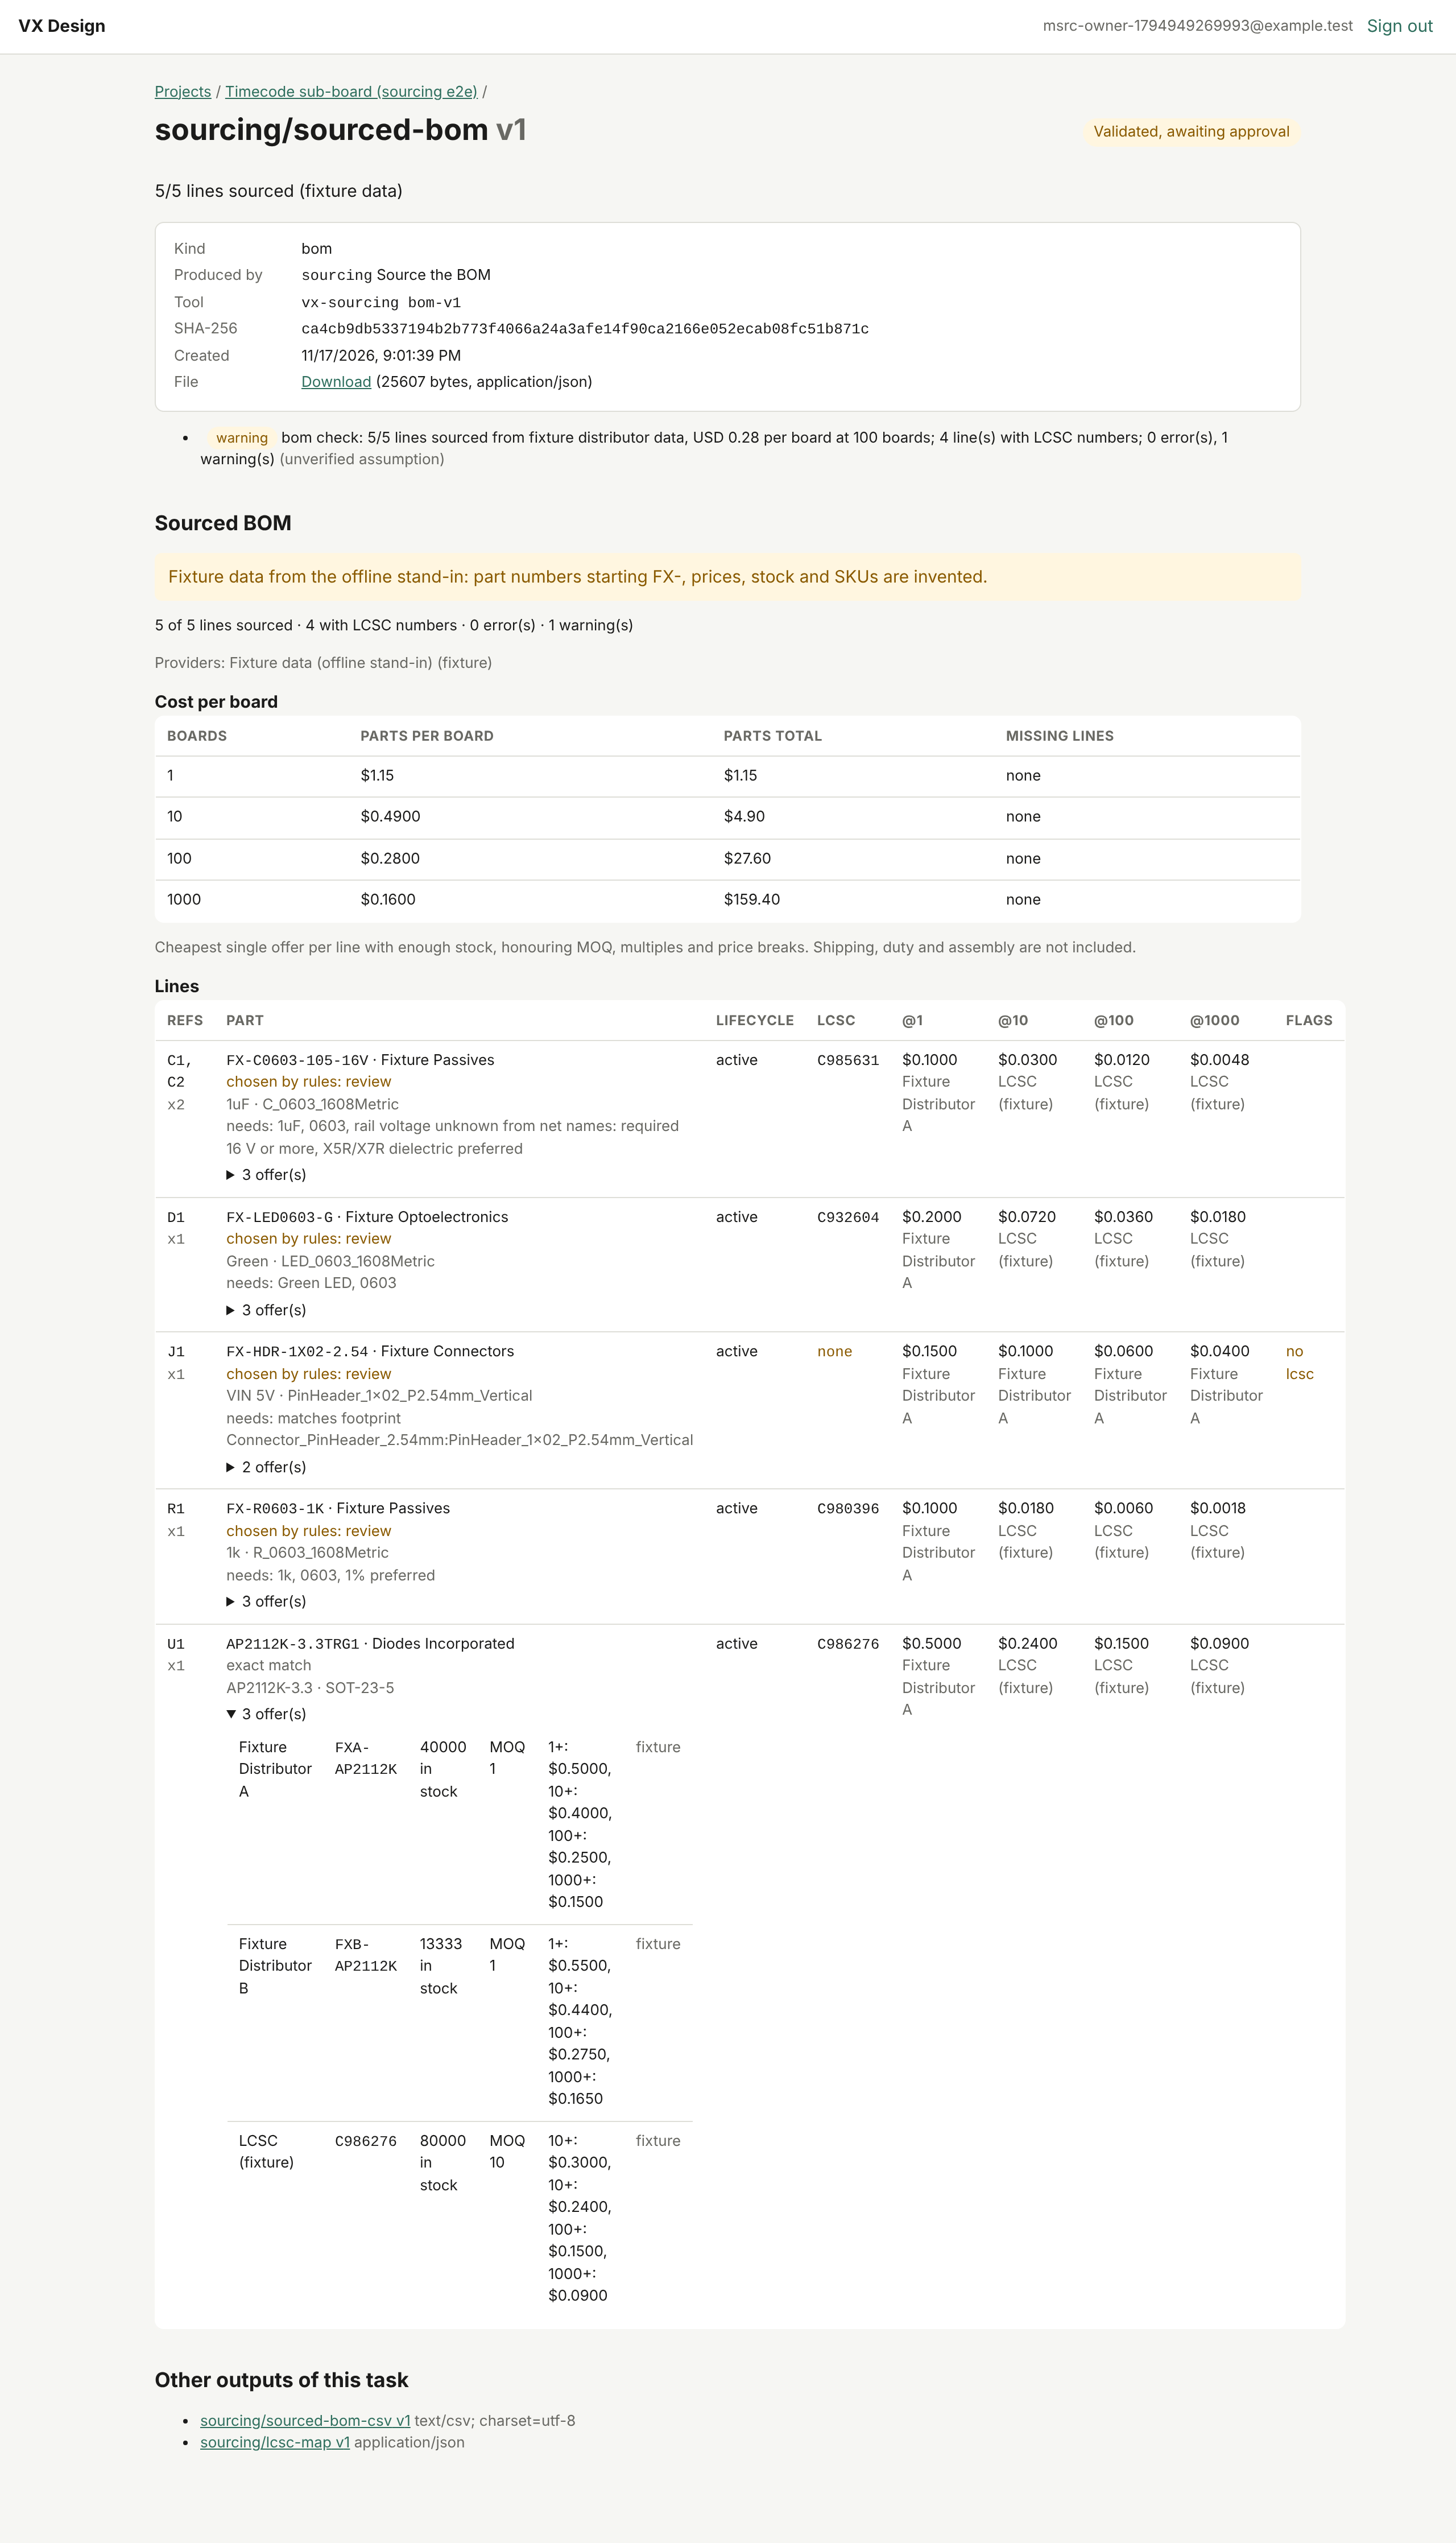 VX Design
msrc-owner-1794949269993@example.test Sign out
Projects / Timecode sub-board (sourcing e2e) /
sourcing/sourced-bom v1
Validated, awaiting approval
5/5 lines sourced (fixture data)
Kind bom
Produced by sourcing Source the BOM
Tool vx-sourcing bom-v1
SHA-256 ca4cb9db5337194b2b773f4066a24a3afe14f90ca2166e052ecab08fc51b871c
Created 11/17/2026, 9:01:39 PM
File Download (25607 bytes, application/json)
• warning bom check: 5/5 lines sourced from fixture distributor data, USD 0.28 per board at 100 boards; 4 line(s) with LCSC numbers; 0 error(s), 1
warning(s) (unverified assumption)
Sourced BOM
Fixture data from the offline stand-in: part numbers starting FX-, prices, stock and SKUs are invented.
5 of 5 lines sourced · 4 with LCSC numbers · 0 error(s) · 1 warning(s)
Providers: Fixture data (offline stand-in) (fixture)
Cost per board
BOARDS PARTS PER BOARD PARTS TOTAL MISSING LINES
1 $1.15 $1.15 none
10 $0.4900 $4.90 none
100 $0.2800 $27.60 none
1000 $0.1600 $159.40 none
Cheapest single offer per line with enough stock, honouring MOQ, multiples and price breaks. Shipping, duty and assembly are not included.
Lines
REFS PART LIFECYCLE LCSC @1 @10 @100 @1000 FLAGS
C1, FX-C0603-105-16V · Fixture Passives active C985631 $0.1000 $0.0300 $0.0120 $0.0048
C2 chosen by rules: review Fixture LCSC LCSC LCSC
x2 1uF · C_0603_1608Metric Distributor (fixture) (fixture) (fixture)
needs: 1uF, 0603, rail voltage unknown from net names: required A
16 V or more, X5R/X7R dielectric preferred
▶ 3 offer(s)
D1 FX-LED0603-G · Fixture Optoelectronics active C932604 $0.2000 $0.0720 $0.0360 $0.0180
x1 chosen by rules: review Fixture LCSC LCSC LCSC
Green · LED_0603_1608Metric Distributor (fixture) (fixture) (fixture)
needs: Green LED, 0603 A
▶ 3 offer(s)
J1 FX-HDR-1X02-2.54 · Fixture Connectors active none $0.1500 $0.1000 $0.0600 $0.0400 no
x1 chosen by rules: review Fixture Fixture Fixture Fixture lcsc
VIN 5V · PinHeader_1×02_P2.54mm_Vertical Distributor Distributor Distributor Distributor
needs: matches footprint A A A A
Connector_PinHeader_2.54mm:PinHeader_1×02_P2.54mm_Vertical
▶ 2 offer(s)
R1 FX-R0603-1K · Fixture Passives active C980396 $0.1000 $0.0180 $0.0060 $0.0018
x1 chosen by rules: review Fixture LCSC LCSC LCSC
1k · R_0603_1608Metric Distributor (fixture) (fixture) (fixture)
needs: 1k, 0603, 1% preferred A
▶ 3 offer(s)
U1 AP2112K-3.3TRG1 · Diodes Incorporated active C986276 $0.5000 $0.2400 $0.1500 $0.0900
x1 exact match Fixture LCSC LCSC LCSC
AP2112K-3.3 · SOT-23-5 Distributor (fixture) (fixture) (fixture)
▼ 3 offer(s) A
Fixture FXA- 40000 MOQ 1+: fixture
Distributor AP2112K in 1 $0.5000,
A stock 10+:
$0.4000,
100+:
$0.2500,
1000+:
$0.1500
Fixture FXB- 13333 MOQ 1+: fixture
Distributor AP2112K in 1 $0.5500,
B stock 10+:
$0.4400,
100+:
$0.2750,
1000+:
$0.1650
LCSC C986276 80000 MOQ 10+: fixture
(fixture) in 10 $0.3000,
stock 10+:
$0.2400,
100+:
$0.1500,
1000+:
$0.0900
Other outputs of this task
• sourcing/sourced-bom-csv v1 text/csv; charset=utf-8
• sourcing/lcsc-map v1 application/json